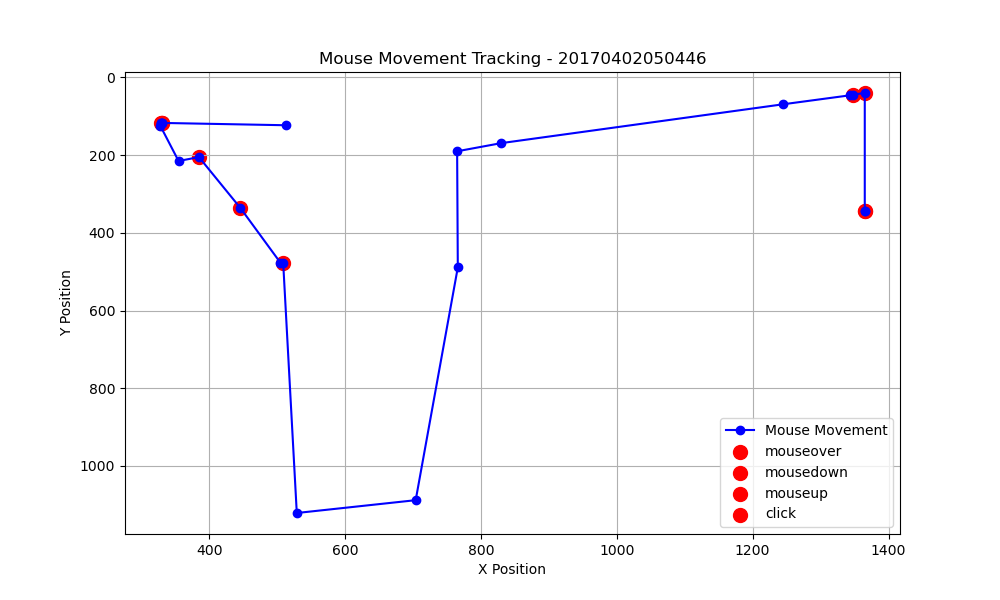 Mouse Movement Tracking - 20170402050446
0
200
400
600
800
1000
Y Position
400
600
800
1000
1200
1400
X Position
Mouse Movement
mouseover
mousedown
mouseup
click